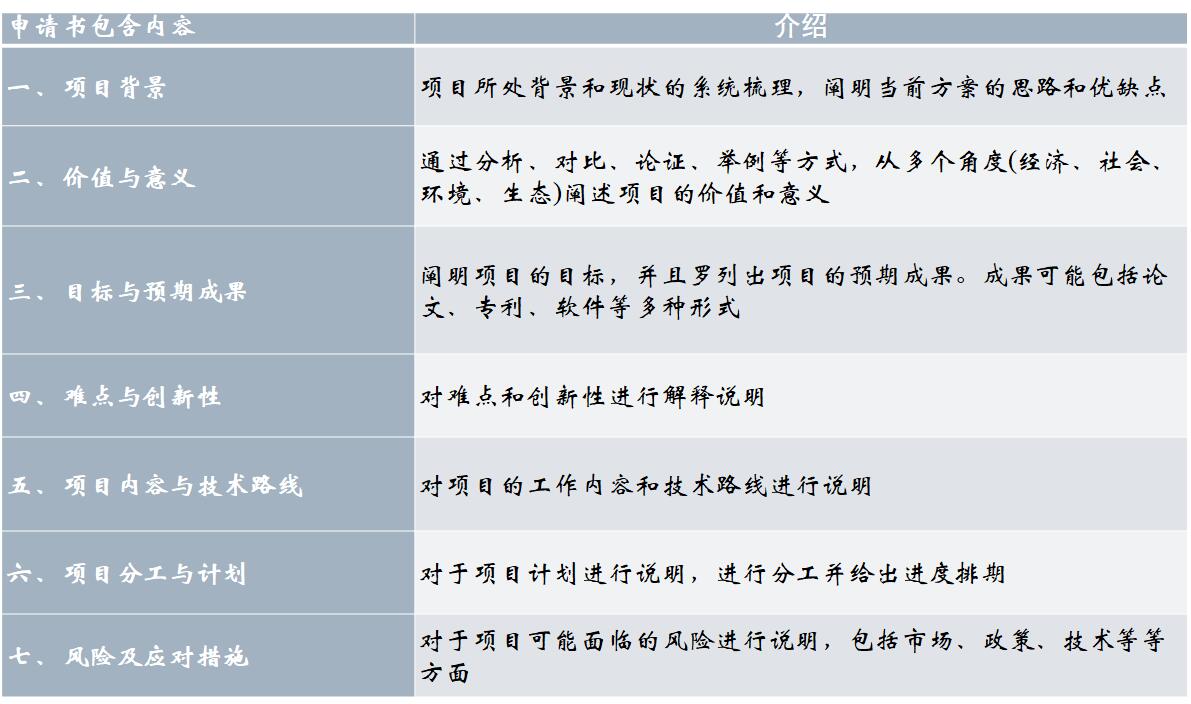 申请书包含内容
介绍
一、项目背景
项目所处背景和现状的系统梳理，阐明当前方案的思路和优缺点
二、价值与意义
通过分析、对比、论证、举例等方式，从多个角度(经济、社会、
环境、生态)阐述项目的价值和意义
三、目标与预期成果
阐明项目的目标，并且罗列出项目的预期成果。成果可能包括论
文、专利、软件等多种形式
四、难点与创新性
对难点和创新性进行解释说明
五、项目内容与技术路线
对项目的工作内容和技术路线进行说明
六、项目分工与计划
对于项目计划进行说明，进行分工并给出进度排期
七、风险及应对措施
对于项目可能面临的风险进行说明，包括市场、政策、技术等等
方面